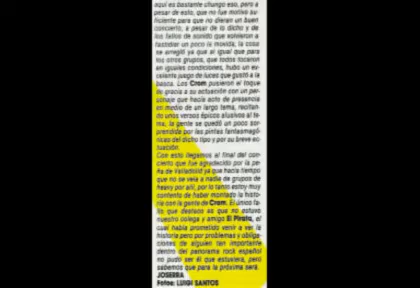 aquí es bastante chungo eso, pero a
pesar de esto, que no fue motivo su-
ficiente para que no dieran un buen
concierto, a pesar de lo dicho y de
los fallos de sonido que volvieron a
fastidiar un poco la movida, la cosa
se arregló ya que al igual que para
los otros grupos, que todos tocaron
en iguales condiciones, hubo un ex-
celente juego de luces que gustó a la
basca. Los Crom pusieron el toque
de gracia a su actuación con un per-
sonaje que hacía acto de presencia
en medio de un largo tema, recitan-
do unos versos épicos alusivos al te-
ma, la gente se quedó un poco sor-
prendida por las pintas fantasmagó-
ricas del dicho tipo y por su breve ac-
tuación.
Con esto llegamos al final del con-
cierto que fue agradecido por la pe-
ña de Valladolid ya que hacía tiempo
que no se veía a nadie de grupos de
heavy por allí, por lo tanto estoy muy
contento de haber montado la histo-
ria con la gente de Crom. El único fa-
llo que destaco es que no estuvo
nuestro colega y amigo El Pirata, el
cual había prometido venir a ver la
historia pero por problemas y obliga-
ciones de alguien tan importante
dentro del panorama rock español
no pudo ser él que estuviera, pero
sabemos que para la próxima será.
JOSERRA
Fotos: LUIGI SANTOS